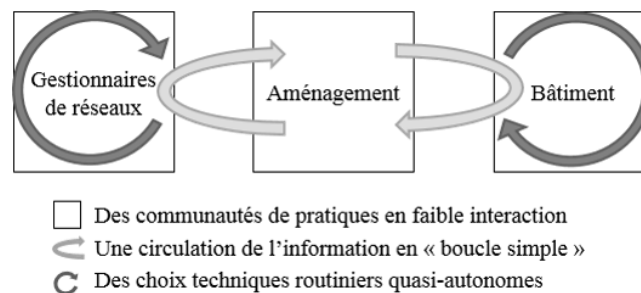 Gestionnaires
de réseaux
Aménagement
Bâtiment
Des communautés de pratiques en faible interaction
Une circulation de l’information en « boucle simple »
Des choix techniques routiniers quasi-autonomes